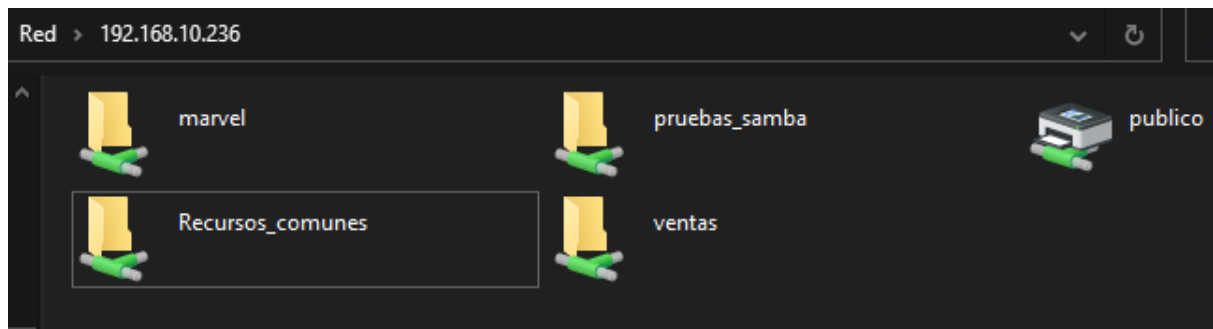 Red > 192.168.10.236
marvel
pruebas_samba
publico
Recursos_comunes
ventas